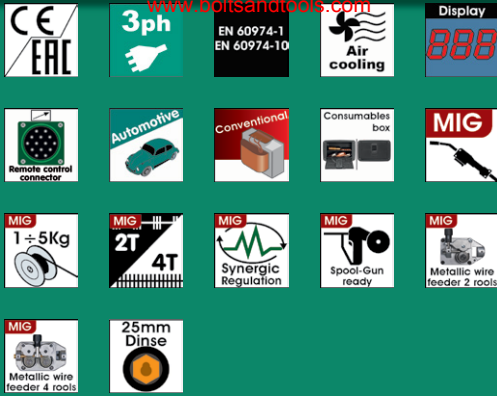 www.boltsandtools.com
CE
EAC
3ph
EN 60974-1
EN 60974-10
Air
cooling
Display
888
Remote control
connector
Automotive
Conventional
Consumables
box
MIG
MIG
1÷5Kg
MIG
2T
4T
MIG
Synergic
Regulation
MIG
Spool-Gun
ready
MIG
Metallic wire
feeder 2 rools
MIG
Metallic wire
feeder 4 rools
25mm
Dinse